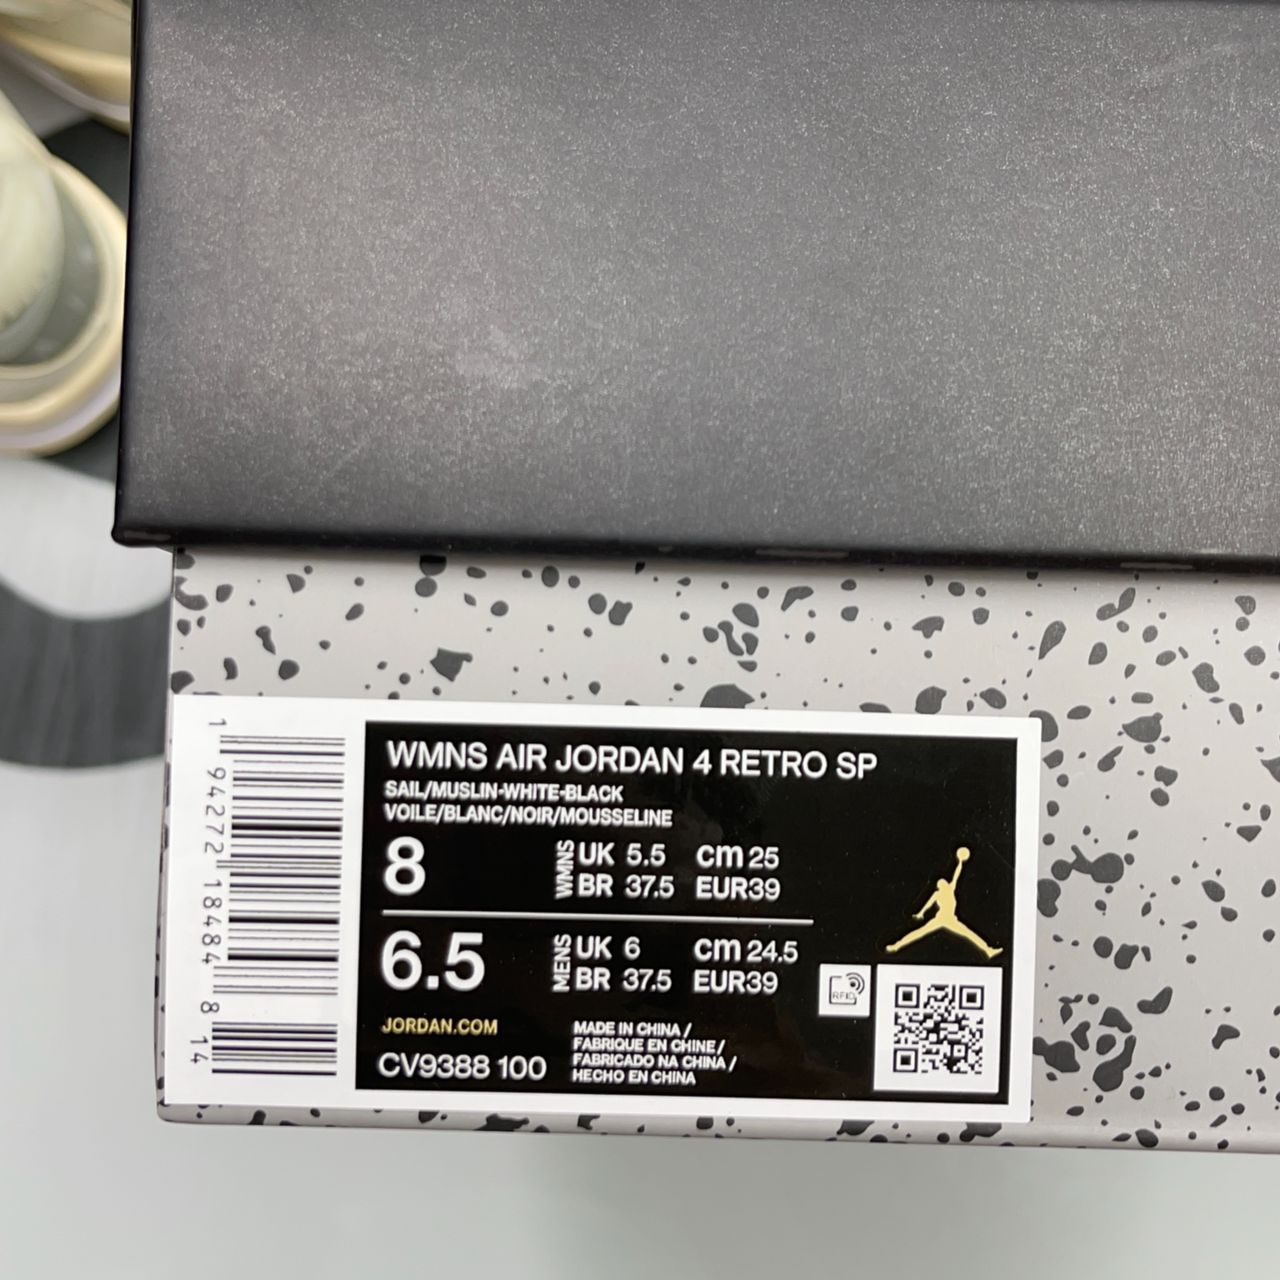 WMNS AIR JORDAN 4 RETRO SP
SAIL/MUSLIN-WHITE-BLACK
VOILE/BLANC/NOIR/MOUSSELINE
8 WMNS UK 5.5 cm 25
BR 37.5 EUR39
6.5 MENS UK 6 cm 24.5
BR 37.5 EUR39
JORDAN.COM
CV9388 100
MADE IN CHINA /
FABRIQUE EN CHINE /
FABRICADO NA CHINA /
HECHO EN CHINA
RFID
1 94272 18484 8 14